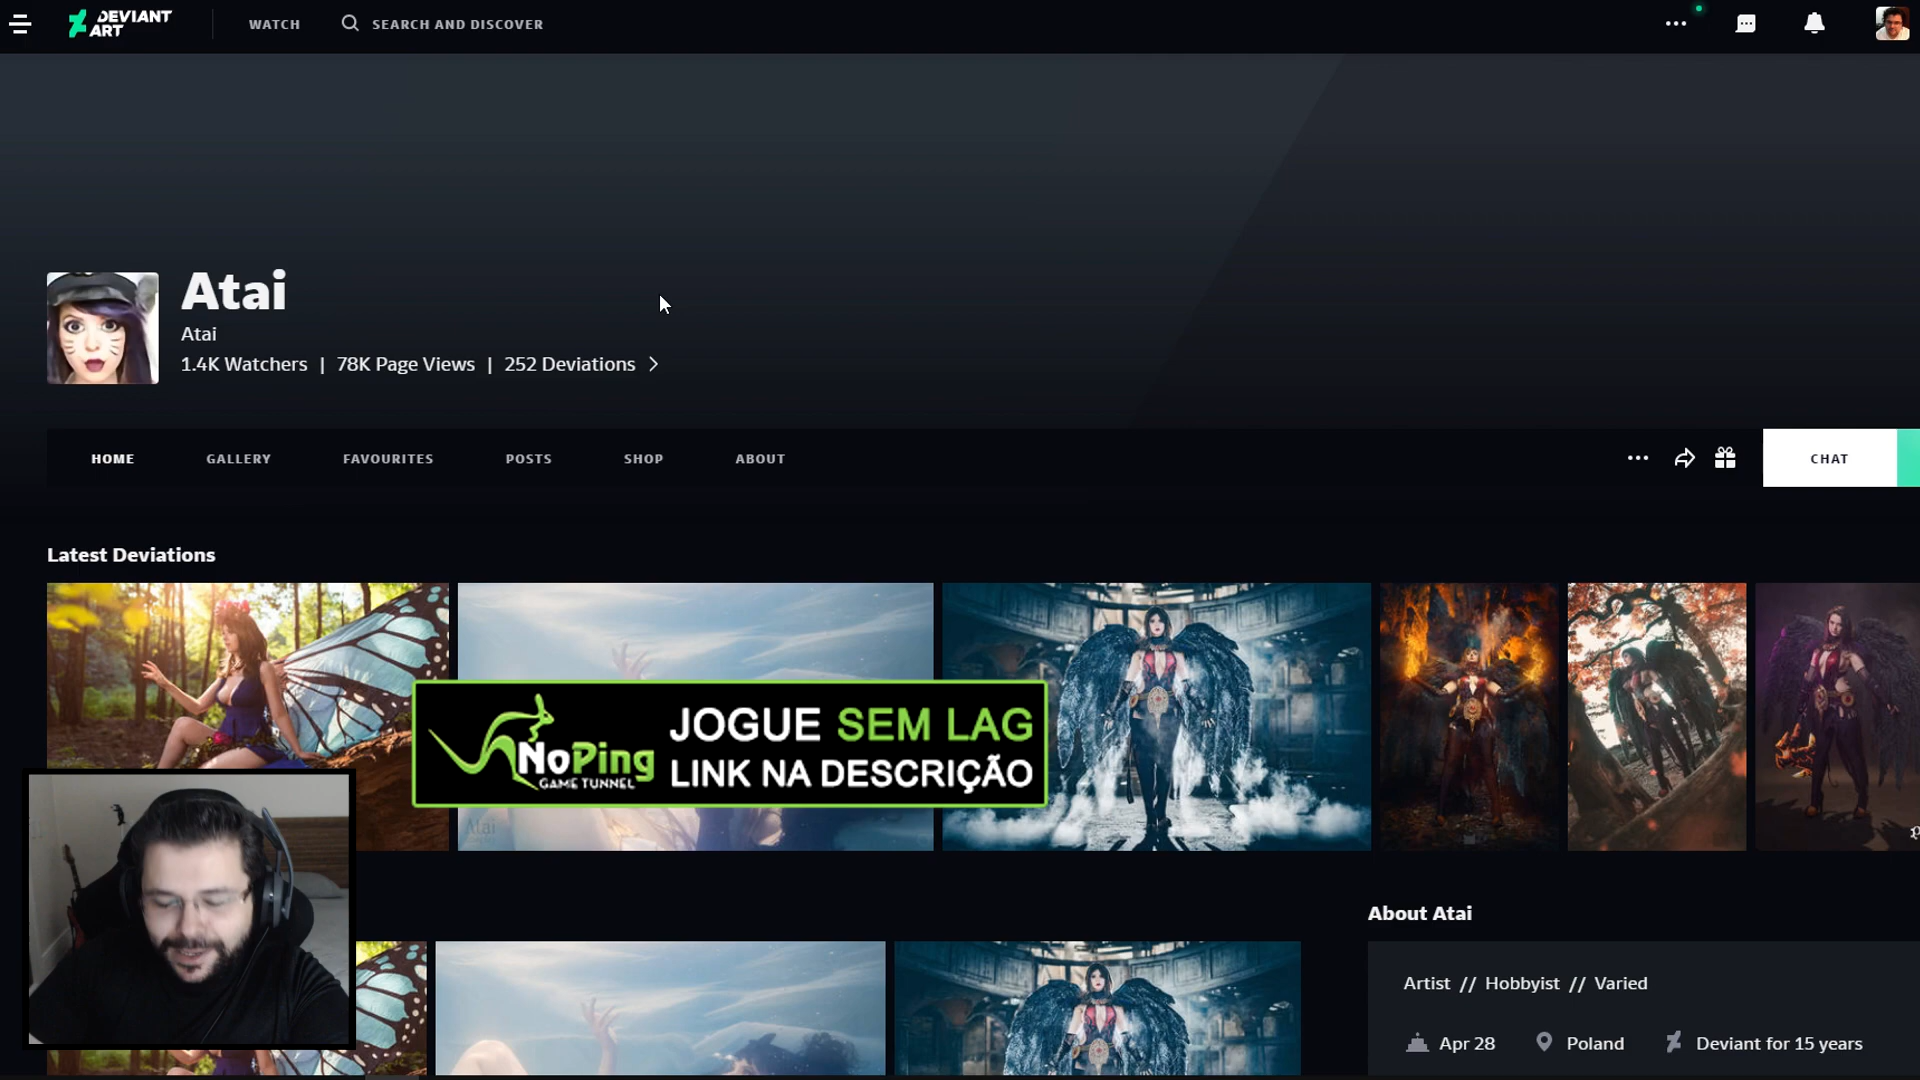 DEVIANT
ART
WATCH
SEARCH AND DISCOVER
Atai
Atai
1.4K Watchers | 78K Page Views | 252 Deviations
HOME
GALLERY
FAVOURITES
POSTS
SHOP
ABOUT
CHAT
Latest Deviations
NoPing
GAME TUNNEL
JOGUE SEM LAG
LINK NA DESCRIÇÃO
Atai
About Atai
Artist // Hobbyist // Varied
Apr 28
Poland
Deviant for 15 years